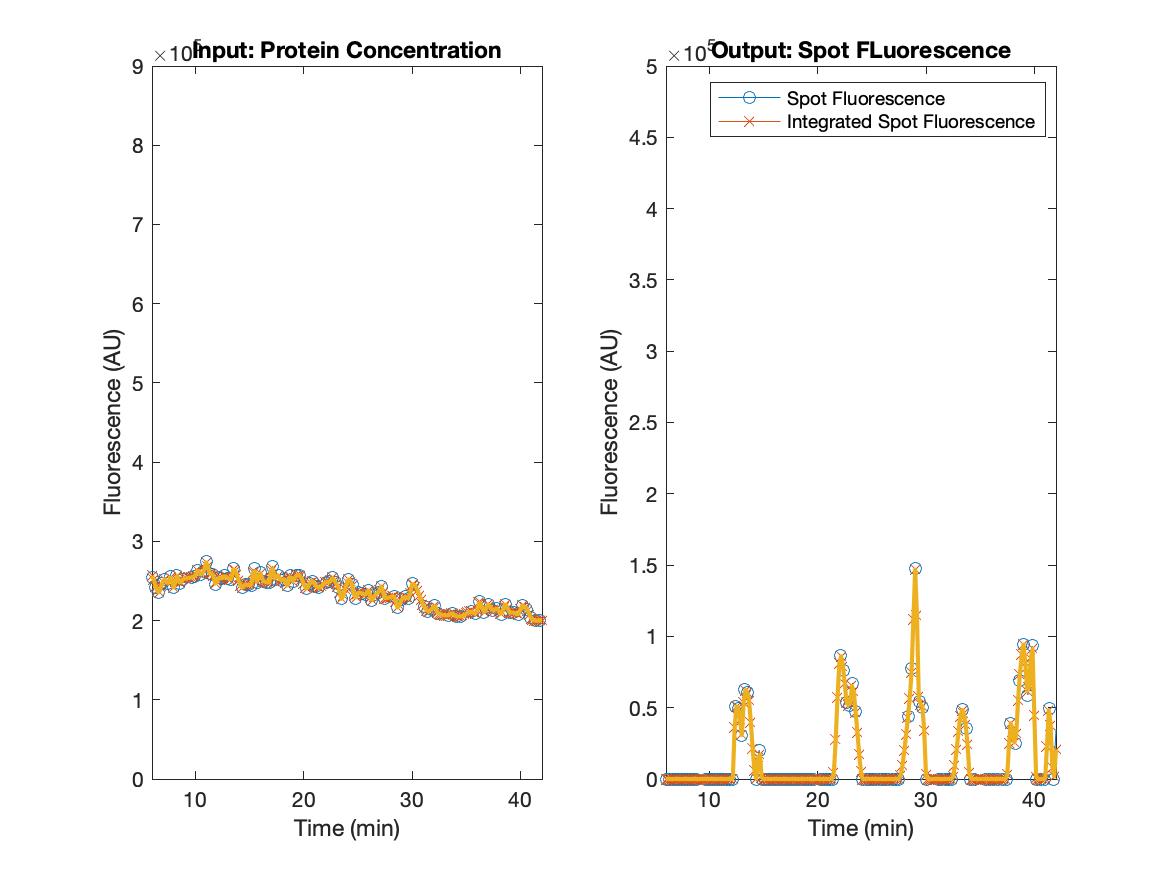 ×10⁵ Input: Protein Concentration
9
8
7
6
5
4
3
2
1
0
Fluorescence (AU)
10 20 30 40
Time (min)
×10⁵ Output: Spot FLuorescence
Spot Fluorescence
Integrated Spot Fluorescence
5
4.5
4
3.5
3
2.5
2
1.5
1
0.5
0
Fluorescence (AU)
10 20 30 40
Time (min)